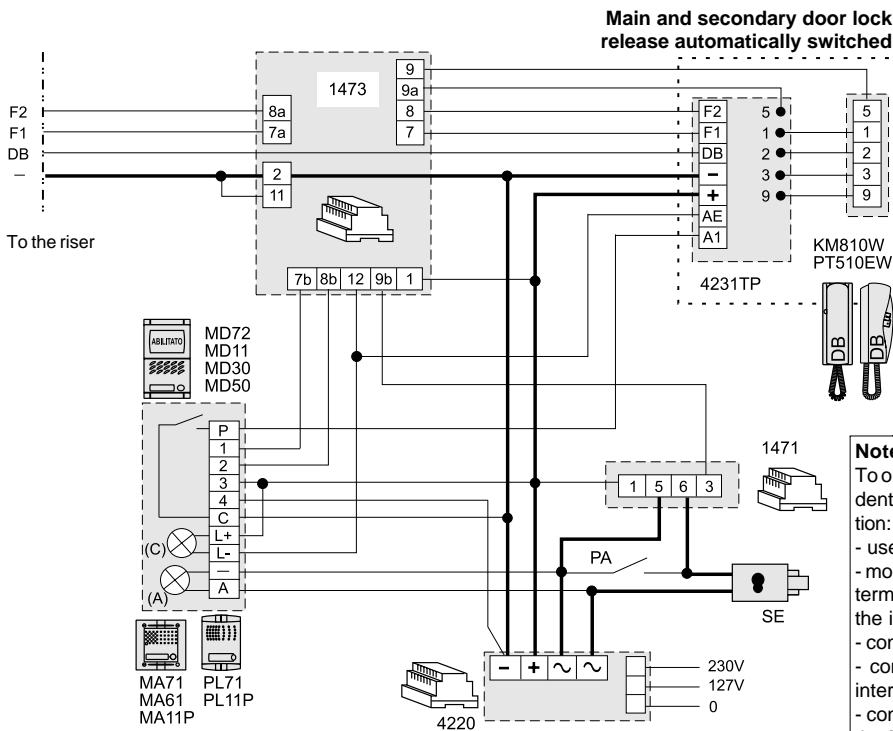 Main and secondary door lock
release automatically switched
1473
9
9a
8
7
8a
7a
2
11
F2
F1
DB
—
To the riser
7b 8b 12 9b 1
F2
F1
DB
–
+
AE
A1
5
1
2
3
9
5
1
2
3
9
4231TP
KM810W
PT510EW
DB
DB
ABILITATO
MD72
MD11
MD30
MD50
P
1
2
3
4
C
L+
L-
—
A
(C)
(A)
MA71
MA61
MA11P
PL71
PL11P
1471
1 5 6 3
PA
SE
– + ~ ~
230V
127V
0
4220
Note
To o
dent
tion:
- use
- mo
term
the i
- con
- con
inter
- con